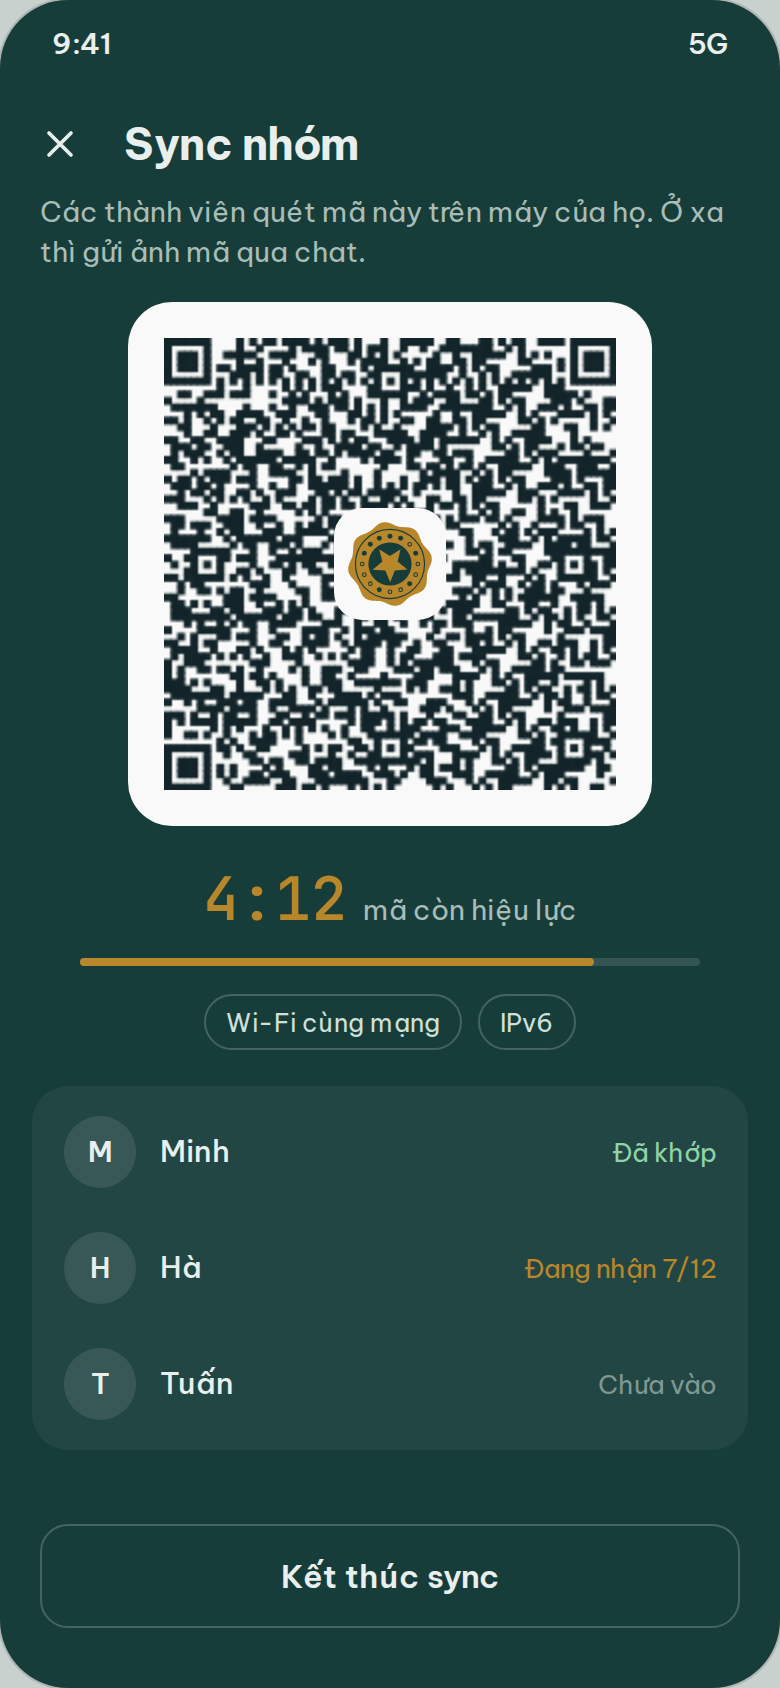 9:41
5G
Sync nhóm
Các thành viên quét mã này trên máy của họ. Ở xa
thì gửi ảnh mã qua chat.
4:12 mã còn hiệu lực
Wi-Fi cùng mạng
IPv6
M Minh Đã khớp
H Hà Đang nhận 7/12
T Tuấn Chưa vào
Kết thúc sync